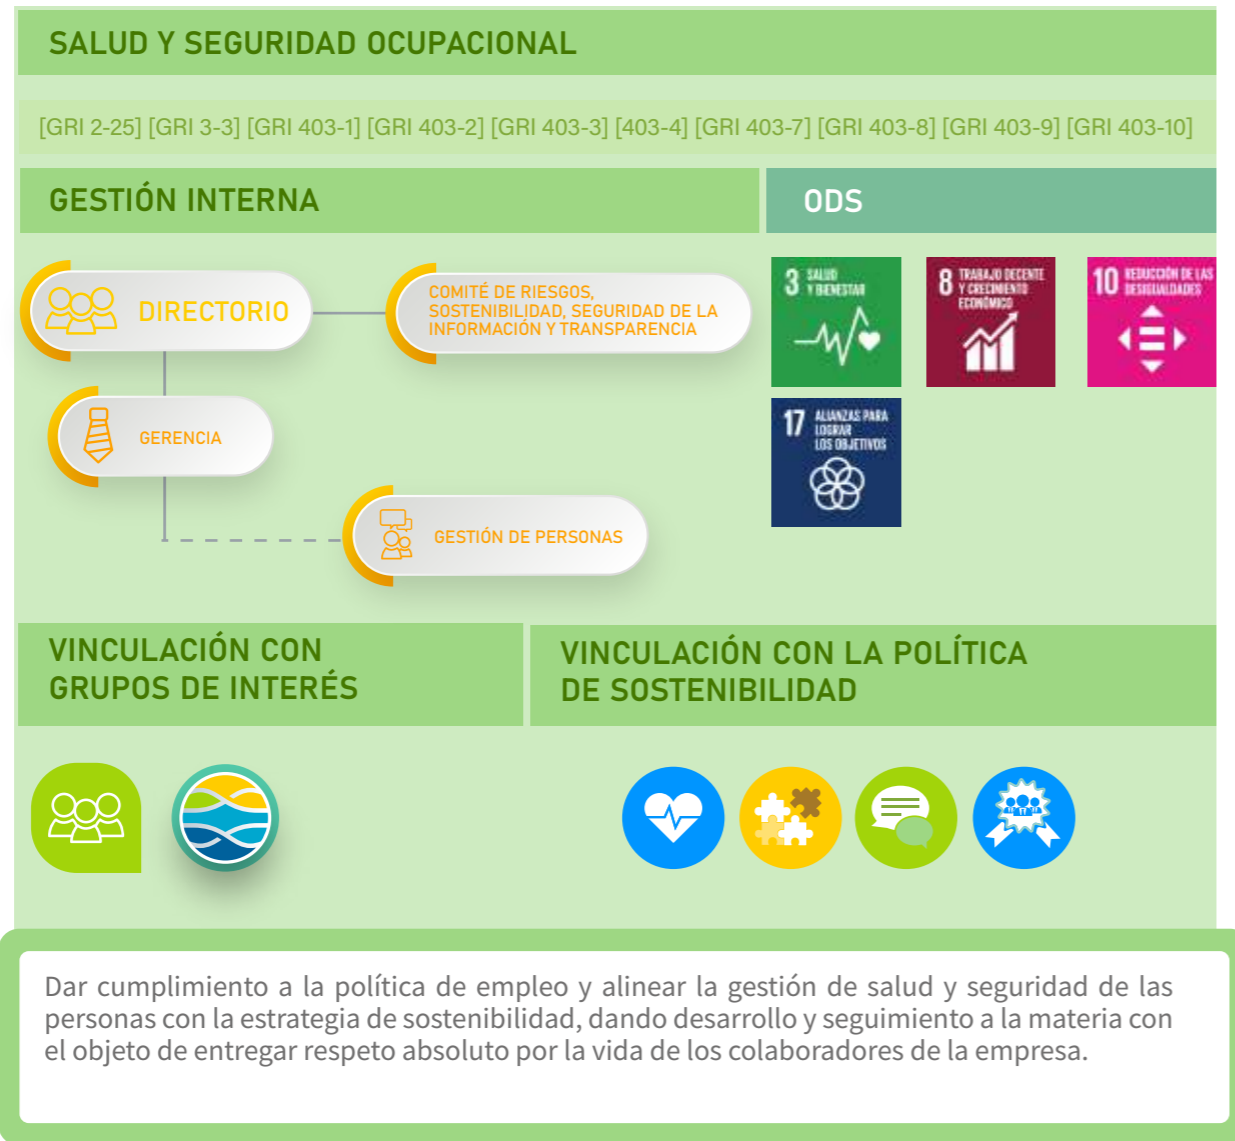 SALUD Y SEGURIDAD OCUPACIONAL
[GRI 2-25] [GRI 3-3] [GRI 403-1] [GRI 403-2] [GRI 403-3] [403-4] [GRI 403-7] [GRI 403-8] [GRI 403-9] [GRI 403-10]
GESTIÓN INTERNA
DIRECTORIO
COMITÉ DE RIESGOS,
SOSTENIBILIDAD, SEGURIDAD DE LA
INFORMACIÓN Y TRANSPARENCIA
GERENCIA
GESTIÓN DE PERSONAS
ODS
3 SALUD
Y BIENESTAR
8 TRABAJO DECENTE
Y CRECIMIENTO
ECONÓMICO
10 REDUCCIÓN DE LAS
DESIGUALDADES
17 ALIANZAS PARA
LOGRAR
LOS OBJETIVOS
VINCULACIÓN CON
GRUPOS DE INTERÉS
VINCULACIÓN CON LA POLÍTICA
DE SOSTENIBILIDAD
Dar cumplimiento a la política de empleo y alinear la gestión de salud y seguridad de las
personas con la estrategia de sostenibilidad, dando desarrollo y seguimiento a la materia con
el objeto de entregar respeto absoluto por la vida de los colaboradores de la empresa.